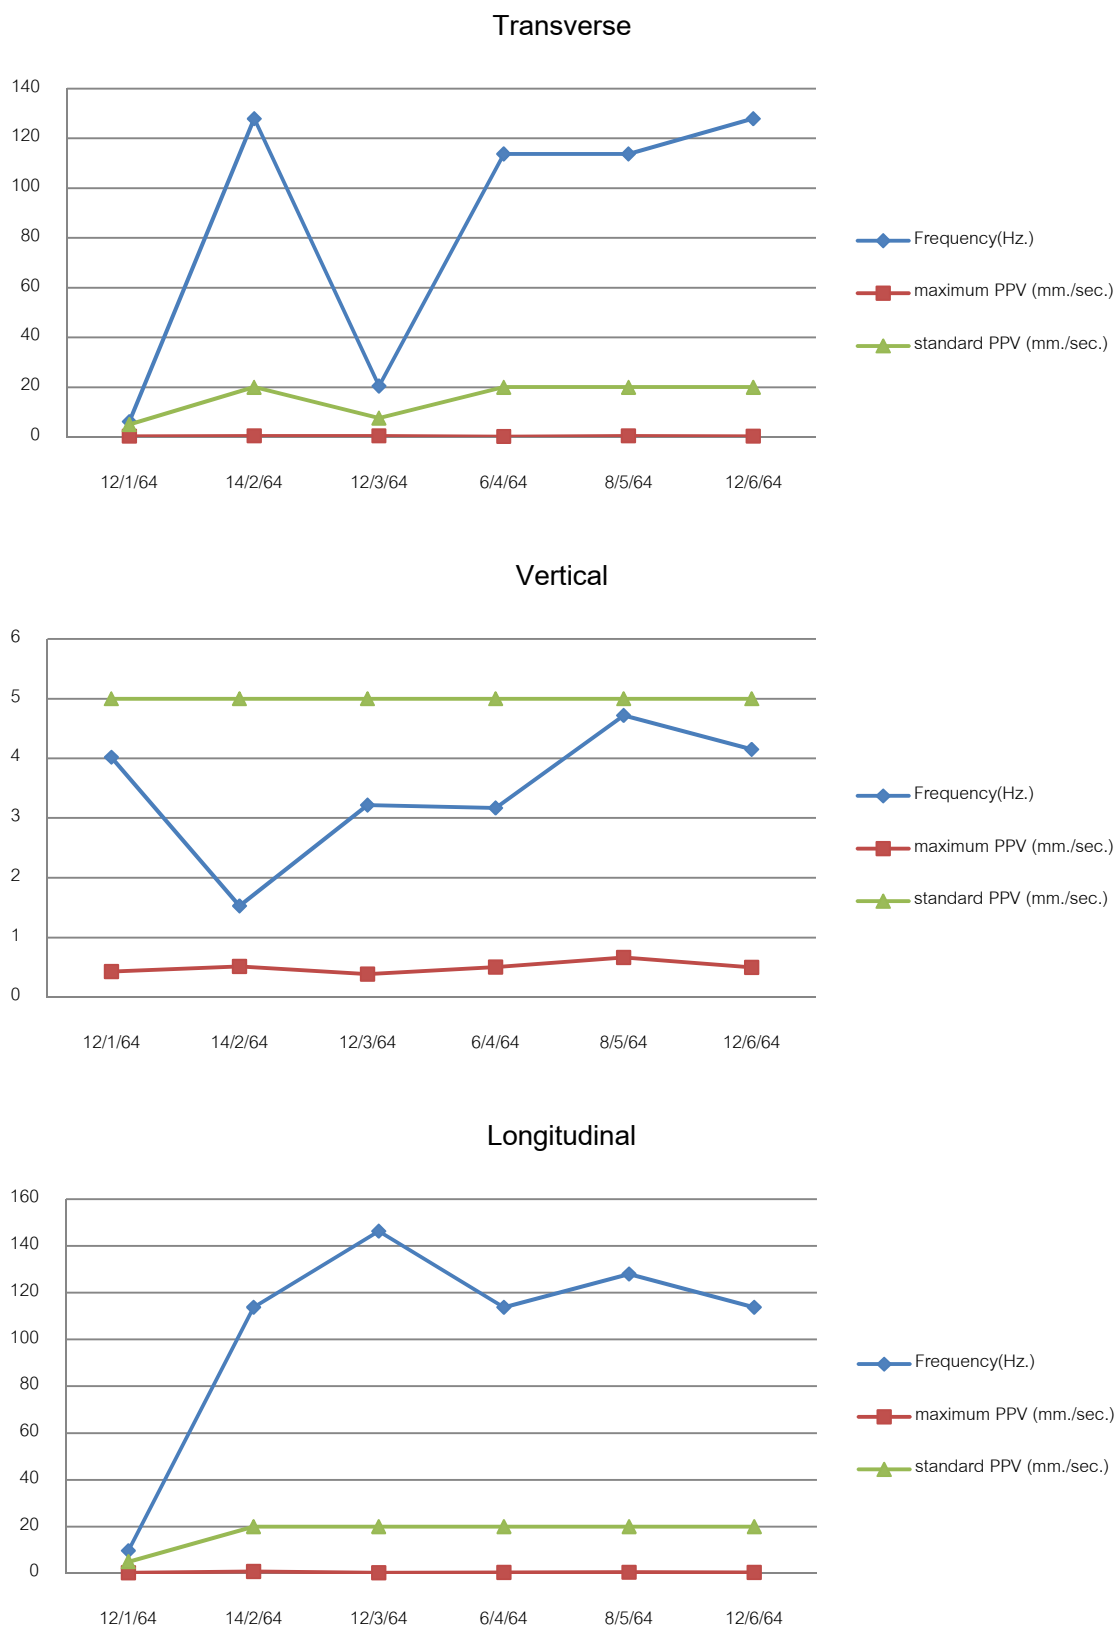 Transverse
140
120
100
80
60
40
20
0
12/1/64 14/2/64 12/3/64 6/4/64 8/5/64 12/6/64
Frequency(Hz.)
maximum PPV (mm./sec.)
standard PPV (mm./sec.)
Vertical
6
5
4
3
2
1
0
12/1/64 14/2/64 12/3/64 6/4/64 8/5/64 12/6/64
Frequency(Hz.)
maximum PPV (mm./sec.)
standard PPV (mm./sec.)
Longitudinal
160
140
120
100
80
60
40
20
0
12/1/64 14/2/64 12/3/64 6/4/64 8/5/64 12/6/64
Frequency(Hz.)
maximum PPV (mm./sec.)
standard PPV (mm./sec.)